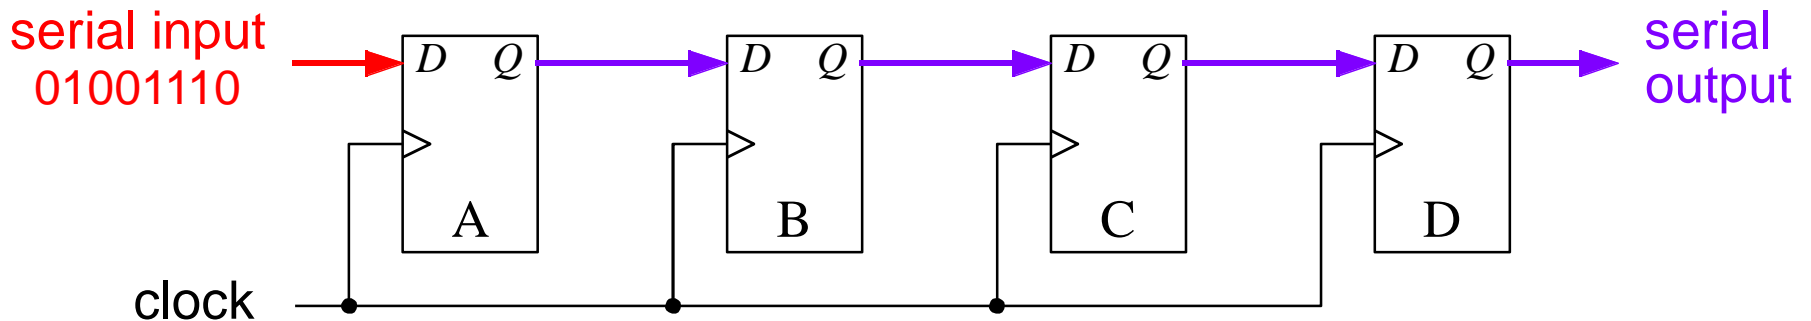 serial input
01001110
D Q D Q D Q D Q
serial
output
A B C D
clock